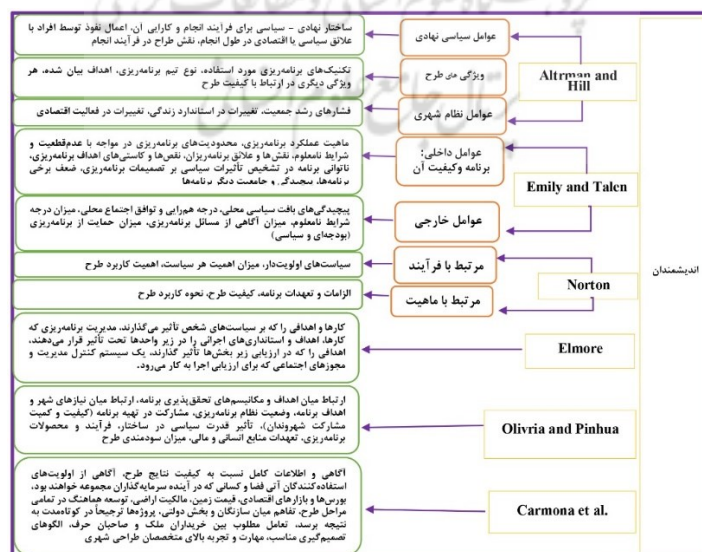 اندیشمندان
Altrman and
Hill
عوامل سیاسی نهادی
ساختار نهادی - سیاسی برای فرآیند انجام و کارایی آن، اعمال نفوذ توسط افراد با
علائق سیاسی یا اقتصادی در طول انجام، نقش طراح در فرآیند انجام
ویژگی های طرح
تکنیک‌های برنامه‌ریزی مورد استفاده، نوع تیم برنامه‌ریزی، اهداف بیان شده، هر
ویژگی دیگری در ارتباط با کیفیت طرح
عوامل نظام شهری
فشارهای رشد جمعیت، تغییرات در استاندارد زندگی، تغییرات در فعالیت اقتصادی
Emily and Talen
عوامل داخلی:
برنامه وکیفیت آن
ماهیت عملکرد برنامه‌ریزی، محدودیت‌های برنامه‌ریزی در مواجه با عدم‌قطعیت و
شرایط نامعلوم، نقش‌ها و علائق برنامه‌ریزان، نقص‌ها و کاستی‌های اهداف برنامه‌ریزی،
ناتوانی برنامه در تشخیص تأثیرات سیاسی بر تصمیمات برنامه‌ریزی، ضعف برخی
برنامه‌ها، پیچیدگی و جامعیت دیگر برنامه‌ها
عوامل خارجی
پیچیدگی‌های بافت سیاسی محلی، درجه هم‌رایی و توافق اجتماع محلی، میزان درجه
شرایط نامعلوم، میزان آگاهی از مسائل برنامه‌ریزی، میزان حمایت از برنامه‌ریزی
(بودجه‌ای و سیاسی)
Norton
مرتبط با فرآیند
سیاست‌های اولویت‌دار، میزان اهمیت هر سیاست، اهمیت کاربرد طرح
مرتبط با ماهیت
الزامات و تعهدات برنامه، کیفیت طرح، نحوه کاربرد طرح
Elmore
کارها و اهدافی را که بر سیاست‌های شخص تأثیر می‌گذارند، مدیریت برنامه‌ریزی که
کارها، اهداف و استانداری‌های اجرائی را در زیر واحدها تحت تأثیر قرار می‌دهند،
اهدافی را که در ارزیابی زیر بخش‌ها تأثیر گذارند، یک سیستم کنترل مدیریت و
مجوزهای اجتماعی که برای ارزیابی اجرا به کار می‌رود.
Olivria and Pinhua
ارتباط میان اهداف و مکانیسم‌های تحقق‌پذیری برنامه، ارتباط میان نیازهای شهر و
اهداف برنامه، وضعیت نظام برنامه‌ریزی، مشارکت در تهیه برنامه (کیفیت و کمیت
مشارکت شهروندان)، تأثیر قدرت سیاسی در ساختار، فرآیند و محصولات
برنامه‌ریزی، تعهدات منابع انسانی و مالی، میزان سودمندی طرح
Carmona et al.
آگاهی و اطلاعات کامل نسبت به کیفیت نتایج طرح، آگاهی از اولویت‌های
استفاده‌کنندگان آتی فضا و کسانی که در آینده سرمایه‌گذاران مجموعه خواهند بود،
بورس‌ها و بازارهای اقتصادی، قیمت زمین، مالکیت اراضی، توسعه هماهنگ در تمامی
مراحل طرح، تفاهم میان سازندگان و بخش دولتی، پروژه‌ها ترجیحاً در کوتاه‌مدت به
نتیجه برسد، تعامل مطلوب بین خریداران ملک و صاحبان حرف، الگوهای
تصمیم‌گیری مناسب، مهارت و تجربه بالای متخصصان طراحی شهری
پرتال جامع علوم انسانی